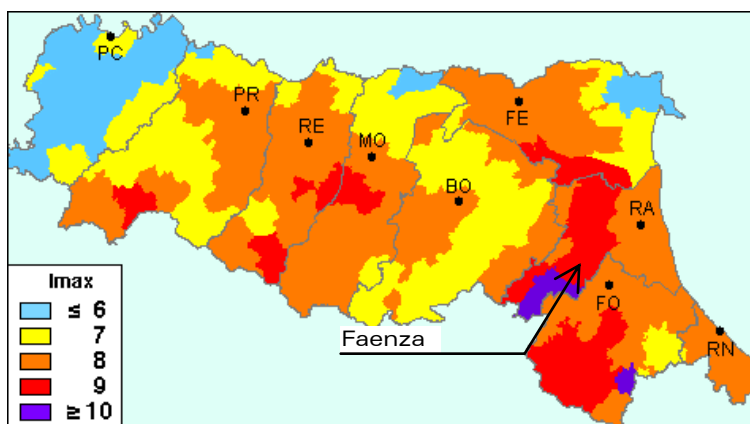 PC
PR
RE
MO
FE
BO
RA
FO
RN
Faenza
Imax
≤ 6
7
8
9
≥ 10